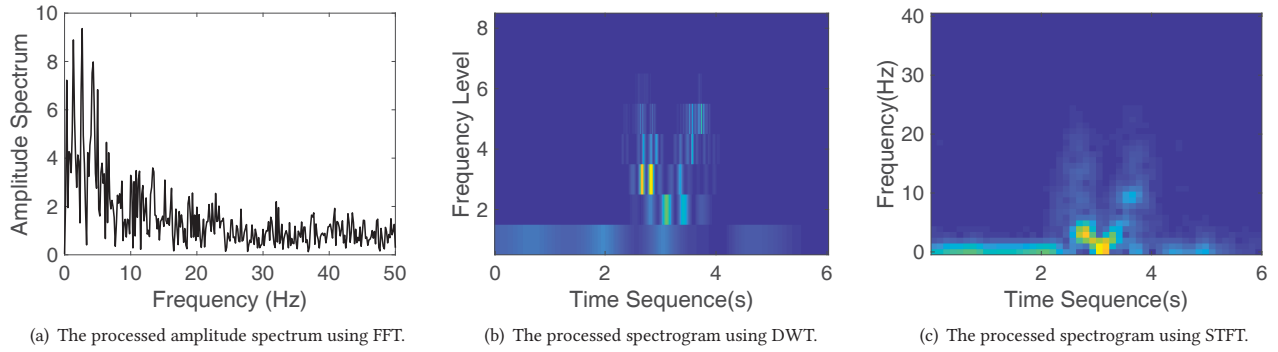 10
8
6
4
2
0
Amplitude Spectrum
0 10 20 30 40 50
Frequency (Hz)
(a) The processed amplitude spectrum using FFT.
8
6
4
2
Frequency Level
0 2 4 6
Time Sequence(s)
(b) The processed spectrogram using DWT.
40
30
20
10
0
Frequency(Hz)
2 4 6
Time Sequence(s)
(c) The processed spectrogram using STFT.